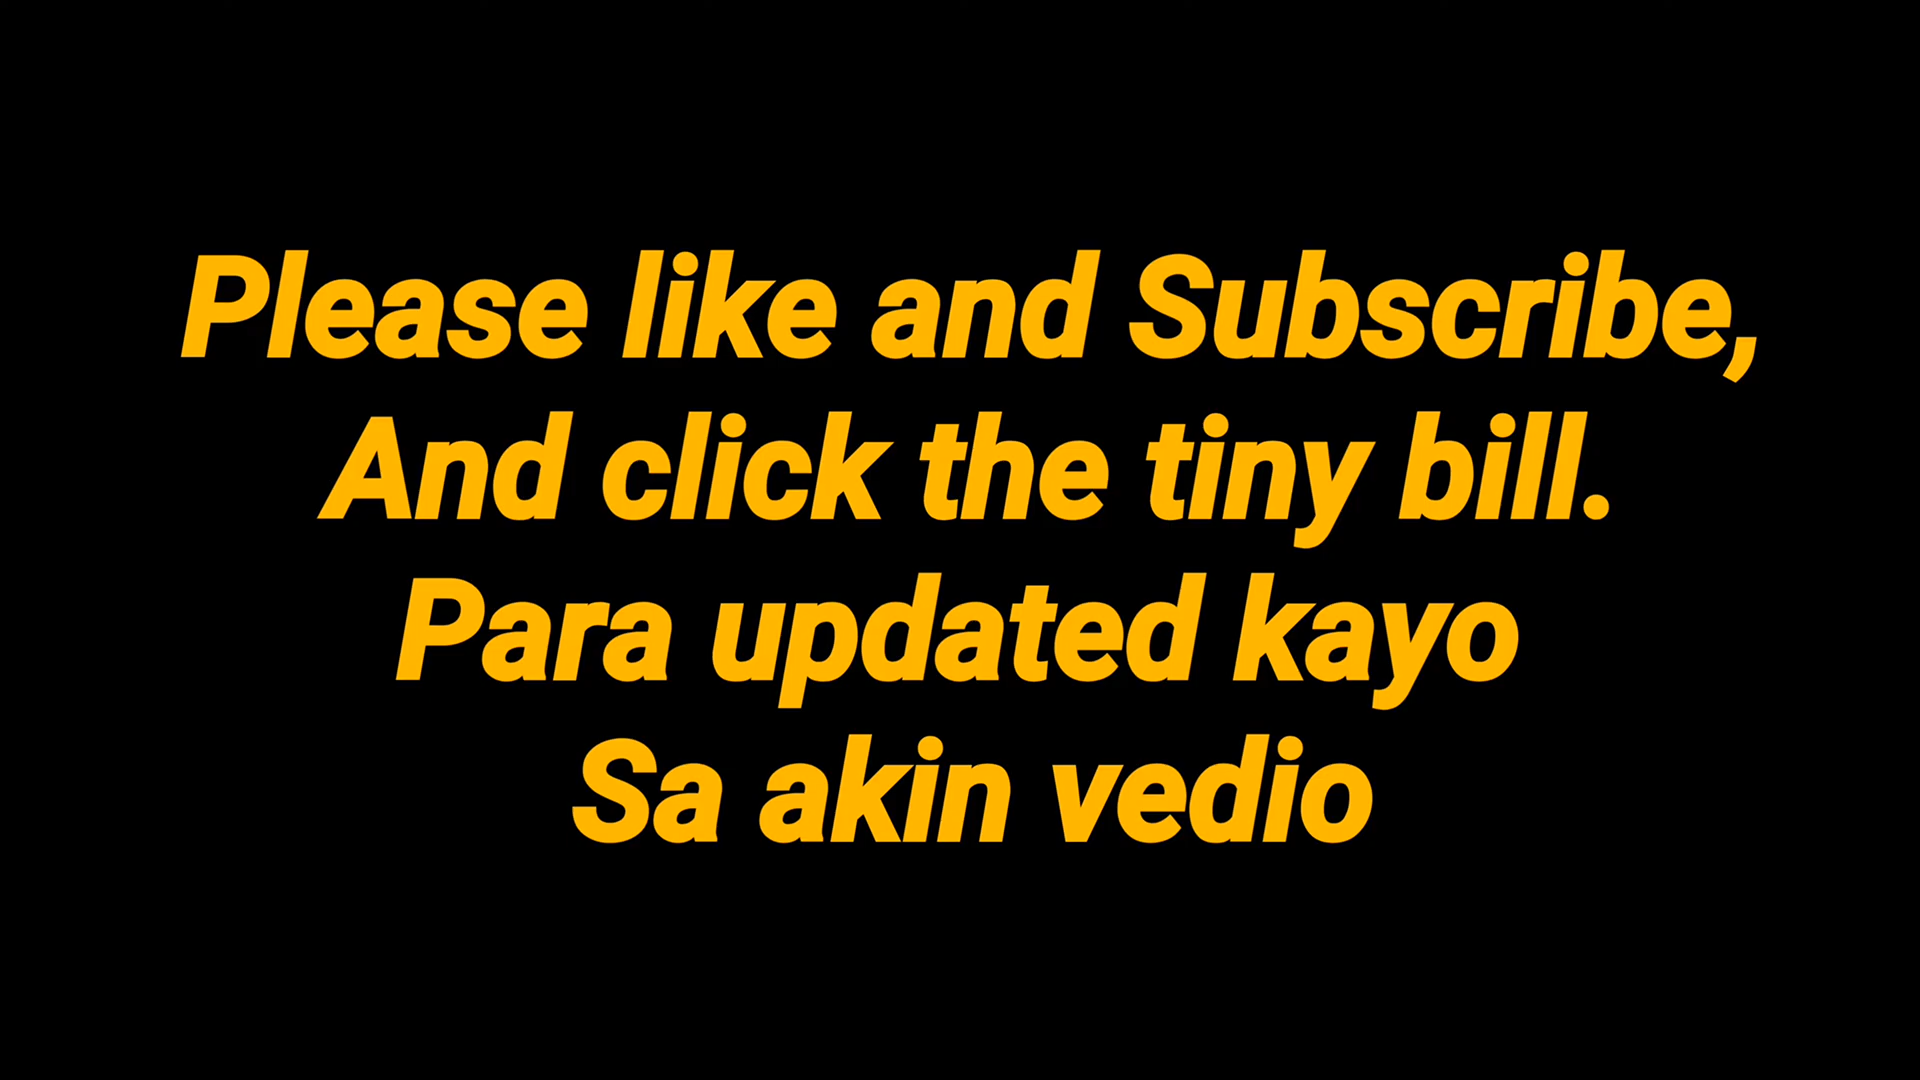 Please like and Subscribe,
And click the tiny bill.
Para updated kayo
Sa akin vedio